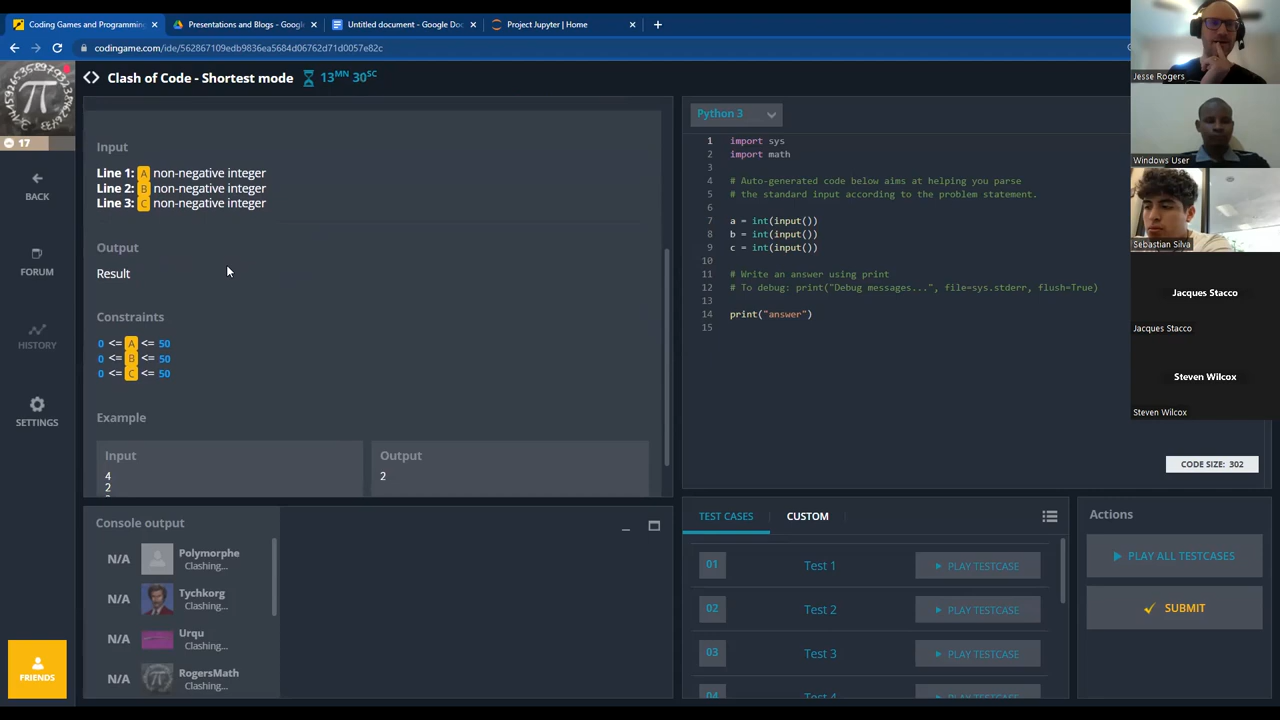 Coding Games and Programming
Presentations and Blogs - Google
Untitled document - Google Doc
Project Jupyter | Home
codingame.com/ide/562867109edb9836ea5684d06762d71d0057e82c
Clash of Code - Shortest mode
13MN 30SC
17
BACK
FORUM
HISTORY
SETTINGS
FRIENDS
Input
Line 1: A non-negative integer
Line 2: B non-negative integer
Line 3: C non-negative integer
Output
Result
Constraints
0 <= A <= 50
0 <= B <= 50
0 <= C <= 50
Example
Input
4
2
Output
2
Console output
N/A
Polymorphe
Clashing...
N/A
Tychkorg
Clashing...
N/A
Urqu
Clashing...
N/A
RogersMath
Clashing...
Python 3
1 import sys
2 import math
3
4 # Auto-generated code below aims at helping you parse
5 # the standard input according to the problem statement.
6
7 a = int(input())
8 b = int(input())
9 c = int(input())
10
11 # Write an answer using print
12 # To debug: print("Debug messages...", file=sys.stderr, flush=True)
13
14 print("answer")
15
CODE SIZE: 302
TEST CASES
CUSTOM
01 Test 1 PLAY TESTCASE
02 Test 2 PLAY TESTCASE
03 Test 3 PLAY TESTCASE
04 Test 4 PLAY TESTCASE
Actions
PLAY ALL TESTCASES
SUBMIT
Jesse Rogers
Windows User
Sebastian Silva
Jacques Stacco
Jacques Stacco
Steven Wilcox
Steven Wilcox